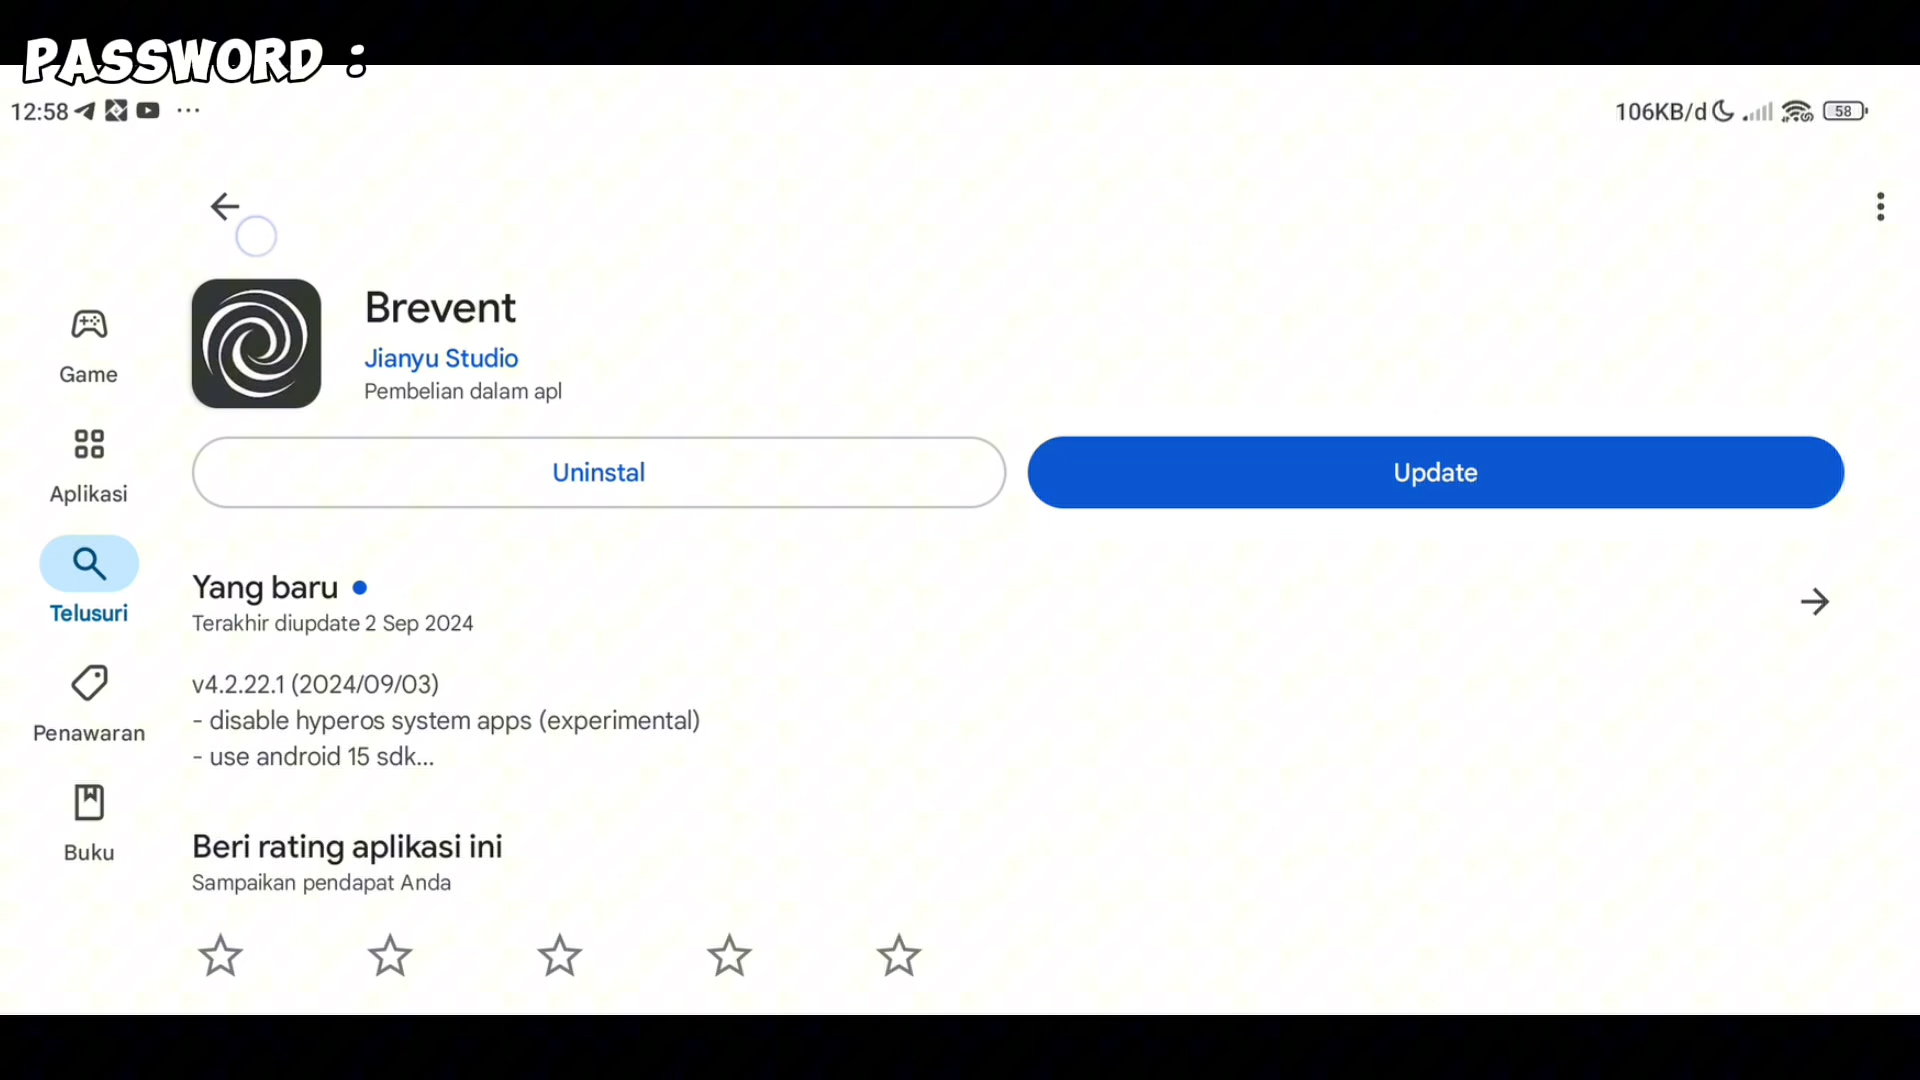 PASSWORD :
12:58
106KB/d
58
Brevent
Jianyu Studio
Pembelian dalam apl
Game
Aplikasi
Telusuri
Penawaran
Buku
Uninstal
Update
Yang baru
Terakhir diupdate 2 Sep 2024
v4.2.22.1 (2024/09/03)
- disable hyperos system apps (experimental)
- use android 15 sdk...
Beri rating aplikasi ini
Sampaikan pendapat Anda